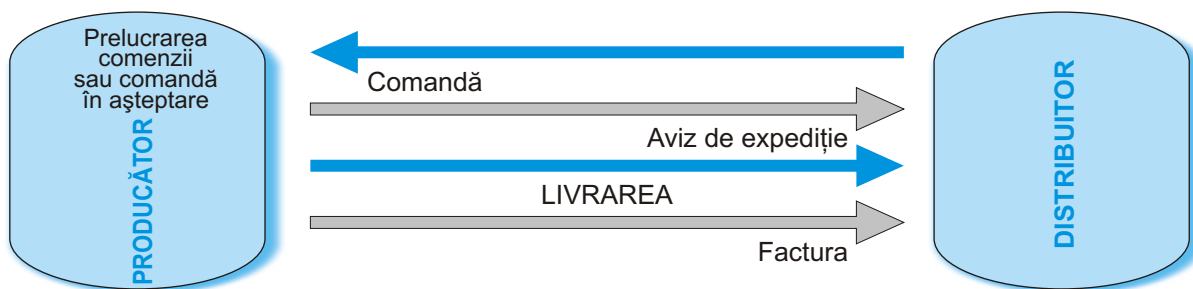 Prelucrarea
comenzii
sau comandă
în aşteptare
PRODUCĂTOR
Comandă
Aviz de expediție
LIVRAREA
Factura
DISTRIBUITOR